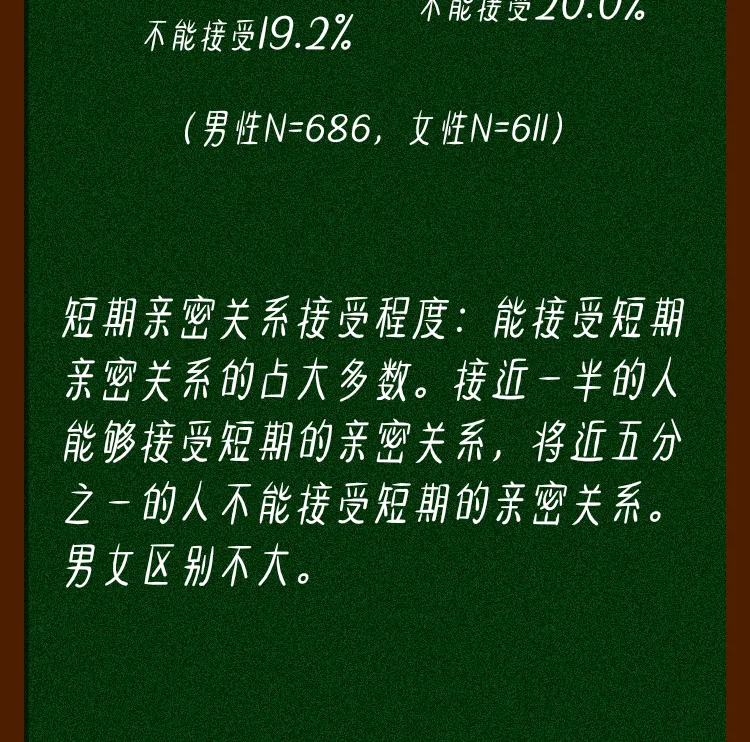 不能接受20.0%
不能接受19.2%
(男性N=686, 女性N=611)
短期亲密关系接受程度：能接受短期
亲密关系的占大多数。接近一半的人
能够接受短期的亲密关系，将近五分
之一的人不能接受短期的亲密关系。
男女区别不大。